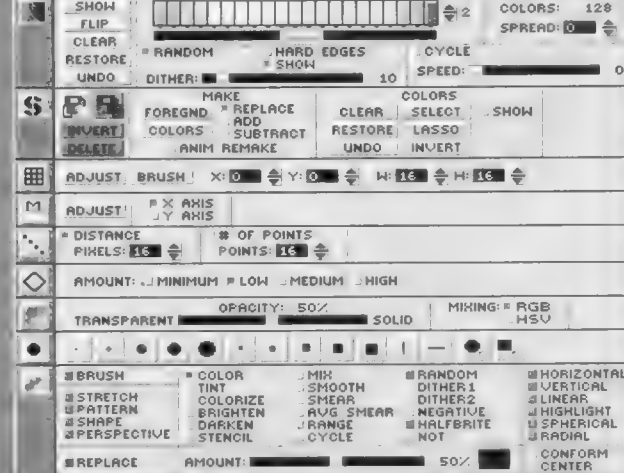 SHOW
FLIP
CLEAR
RESTORE
UNDO
2
COLORS: 128
SPREAD: 0
RANDOM
HARD EDGES
SHOW
DITHER: 10
CYCLE
SPEED: 0
$
INVERT
DELETE
MAKE
FOREGND
COLORS
REPLACE
ADD
SUBTRACT
ANIM REMAKE
COLORS
CLEAR SELECT
RESTORE LASSO
UNDO INVERT
SHOW
ADJUST BRUSH X: 0 Y: 0 W: 16 H: 16
M
ADJUST
X AXIS
Y AXIS
DISTANCE
PIXELS: 16
# OF POINTS
POINTS: 16
AMOUNT: MINIMUM LOW MEDIUM HIGH
OPACITY: 50%
TRANSPARENT SOLID
MIXING: RGB
HSV
BRUSH
STRETCH
PATTERN
SHAPE
PERSPECTIVE
COLOR
TINT
COLORIZE
BRIGHTEN
DARKEN
STENCIL
MIX
SMOOTH
SMEAR
AVG SMEAR
RANGE
CYCLE
RANDOM
DITHER1
DITHER2
NEGATIVE
HALFBRITE
NOT
HORIZONTAL
VERTICAL
LINEAR
HIGHLIGHT
SPHERICAL
RADIAL
REPLACE AMOUNT: 50%
CONFORM
CENTER